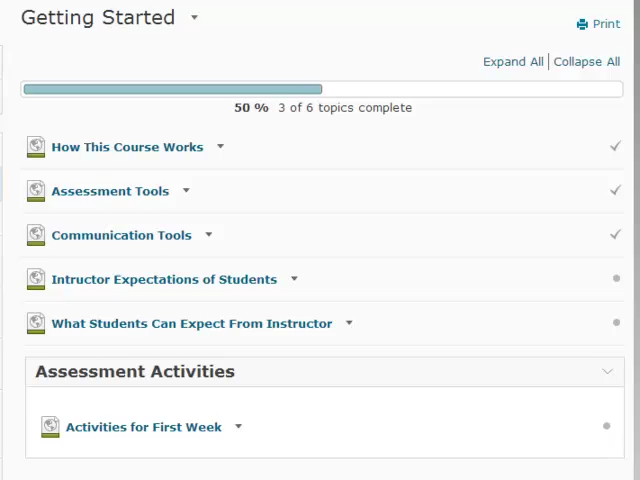 Getting Started
Print
Expand All | Collapse All
50 % 3 of 6 topics complete
How This Course Works
Assessment Tools
Communication Tools
Intructor Expectations of Students
What Students Can Expect From Instructor
Assessment Activities
Activities for First Week